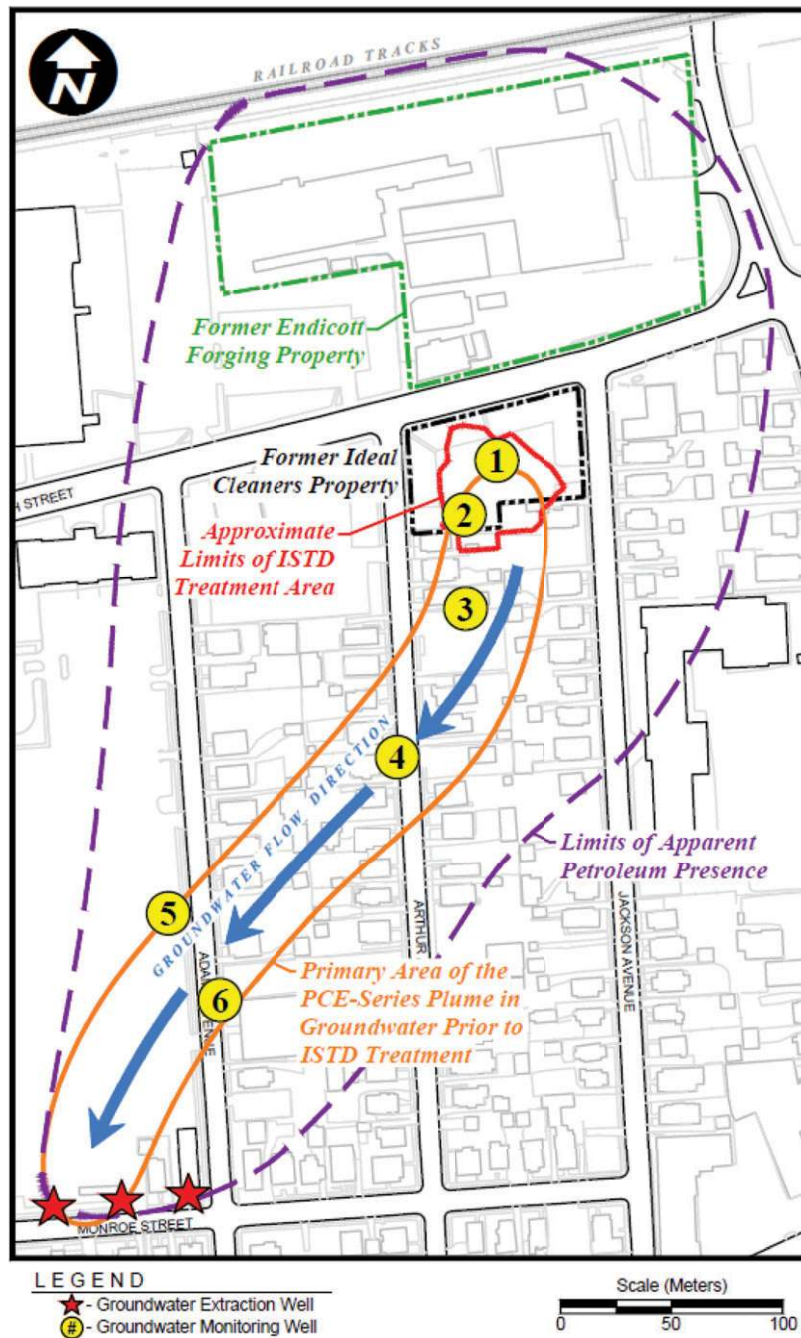 N
RAILROAD TRACKS
Former Endicott
Forging Property
Former Ideal
Cleaners Property
H STREET
Approximate
Limits of ISTD
Treatment Area
1
2
3
4
5
6
GROUNDWATER FLOW DIRECTION
Limits of Apparent
Petroleum Presence
ARTHUR
JACKSON AVENUE
Primary Area of the
PCE-Series Plume in
Groundwater Prior to
ISTD Treatment
MONROE STREET
LEGEND
- Groundwater Extraction Well
# - Groundwater Monitoring Well
Scale (Meters)
0 50 100